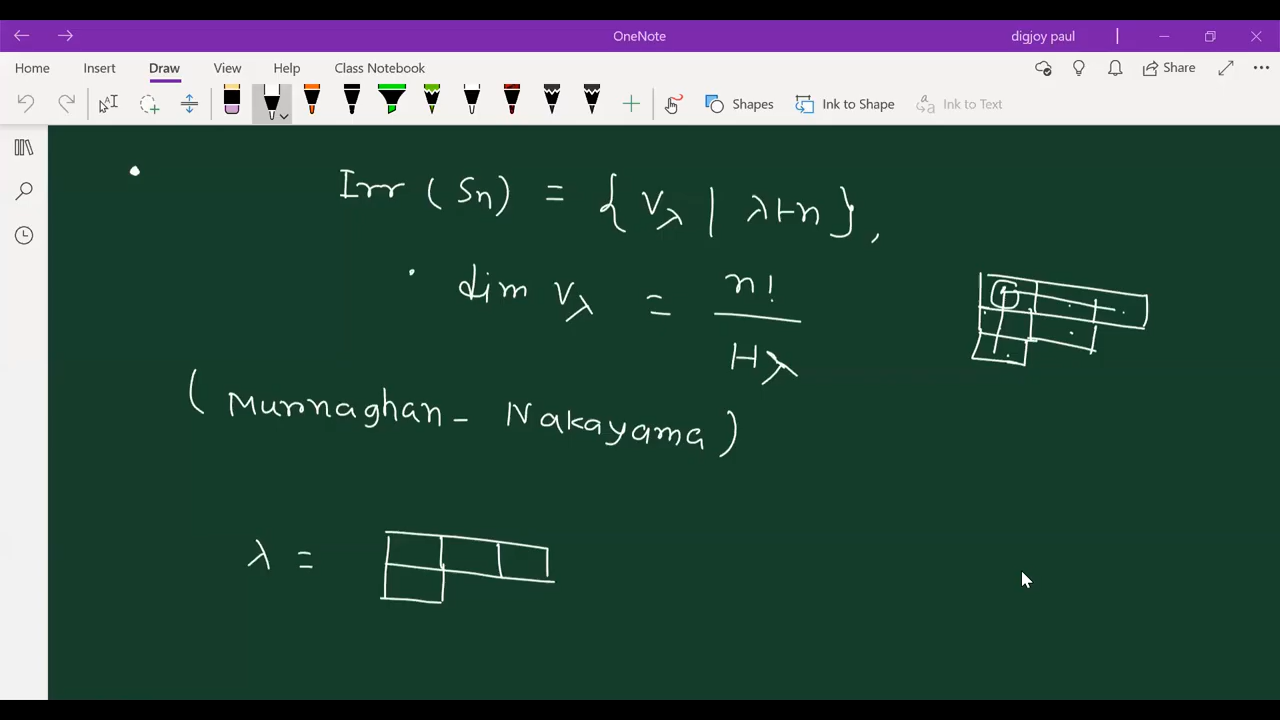 OneNote
digjoy paul
Home Insert Draw View Help Class Notebook
Share
Shapes Ink to Shape Ink to Text
Irr (Sn) = { Vλ | λ⊢n },
dim Vλ = n! / Hλ
( Murnaghan - Nakayama )
λ =